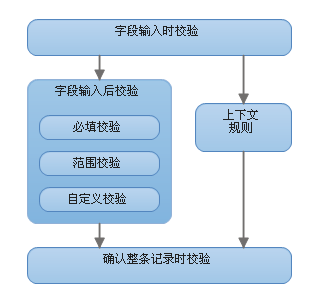 字段输入时校验
字段输入后校验
必填校验
范围校验
自定义校验
上下文
规则
确认整条记录时校验